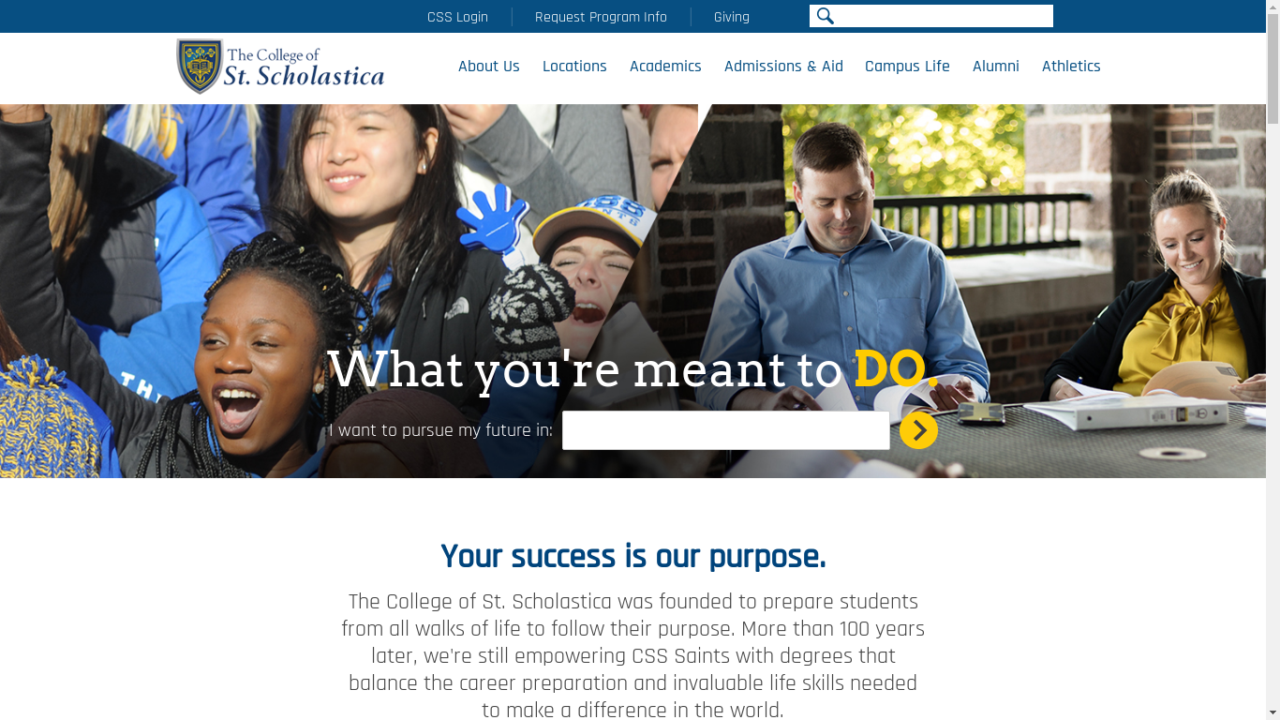 CSS Login
Request Program Info
Giving
The College of
St. Scholastica
About Us
Locations
Academics
Admissions & Aid
Campus Life
Alumni
Athletics
What you're meant to DO.
I want to pursue my future in:
Your success is our purpose.
The College of St. Scholastica was founded to prepare students
from all walks of life to follow their purpose. More than 100 years
later, we're still empowering CSS Saints with degrees that
balance the career preparation and invaluable life skills needed
to make a difference in the world.